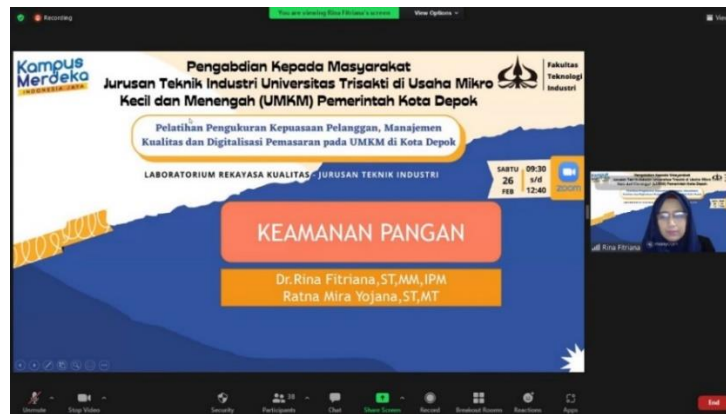 Recording
You are viewing Rina Fitriana's screen
View Options
View
Kampus
Merdeka
INDONESIA JAYA
Pengabdian Kepada Masyarakat
Jurusan Teknik Industri Universitas Trisakti di Usaha Mikro
Kecil dan Menengah (UMKM) Pemerintah Kota Depok
Fakultas
Teknologi
Industri
Pelatihan Pengukuran Kepuasaan Pelanggan, Manajemen
Kualitas dan Digitalisasi Pemasaran pada UMKM di Kota Depok
LABORATORIUM REKAYASA KUALITAS - JURUSAN TEKNIK INDUSTRI
SABTU
26
FEB
09:30
s/d
12:40
zoom
KEAMANAN PANGAN
Dr.Rina Fitriana,ST,MM,IPM
Ratna Mira Yojana,ST,MT
Rina Fitriana
Unmute
Stop Video
Security
Participants
38
Chat
Share Screen
Record
Breakout Rooms
Reactions
Apps
End